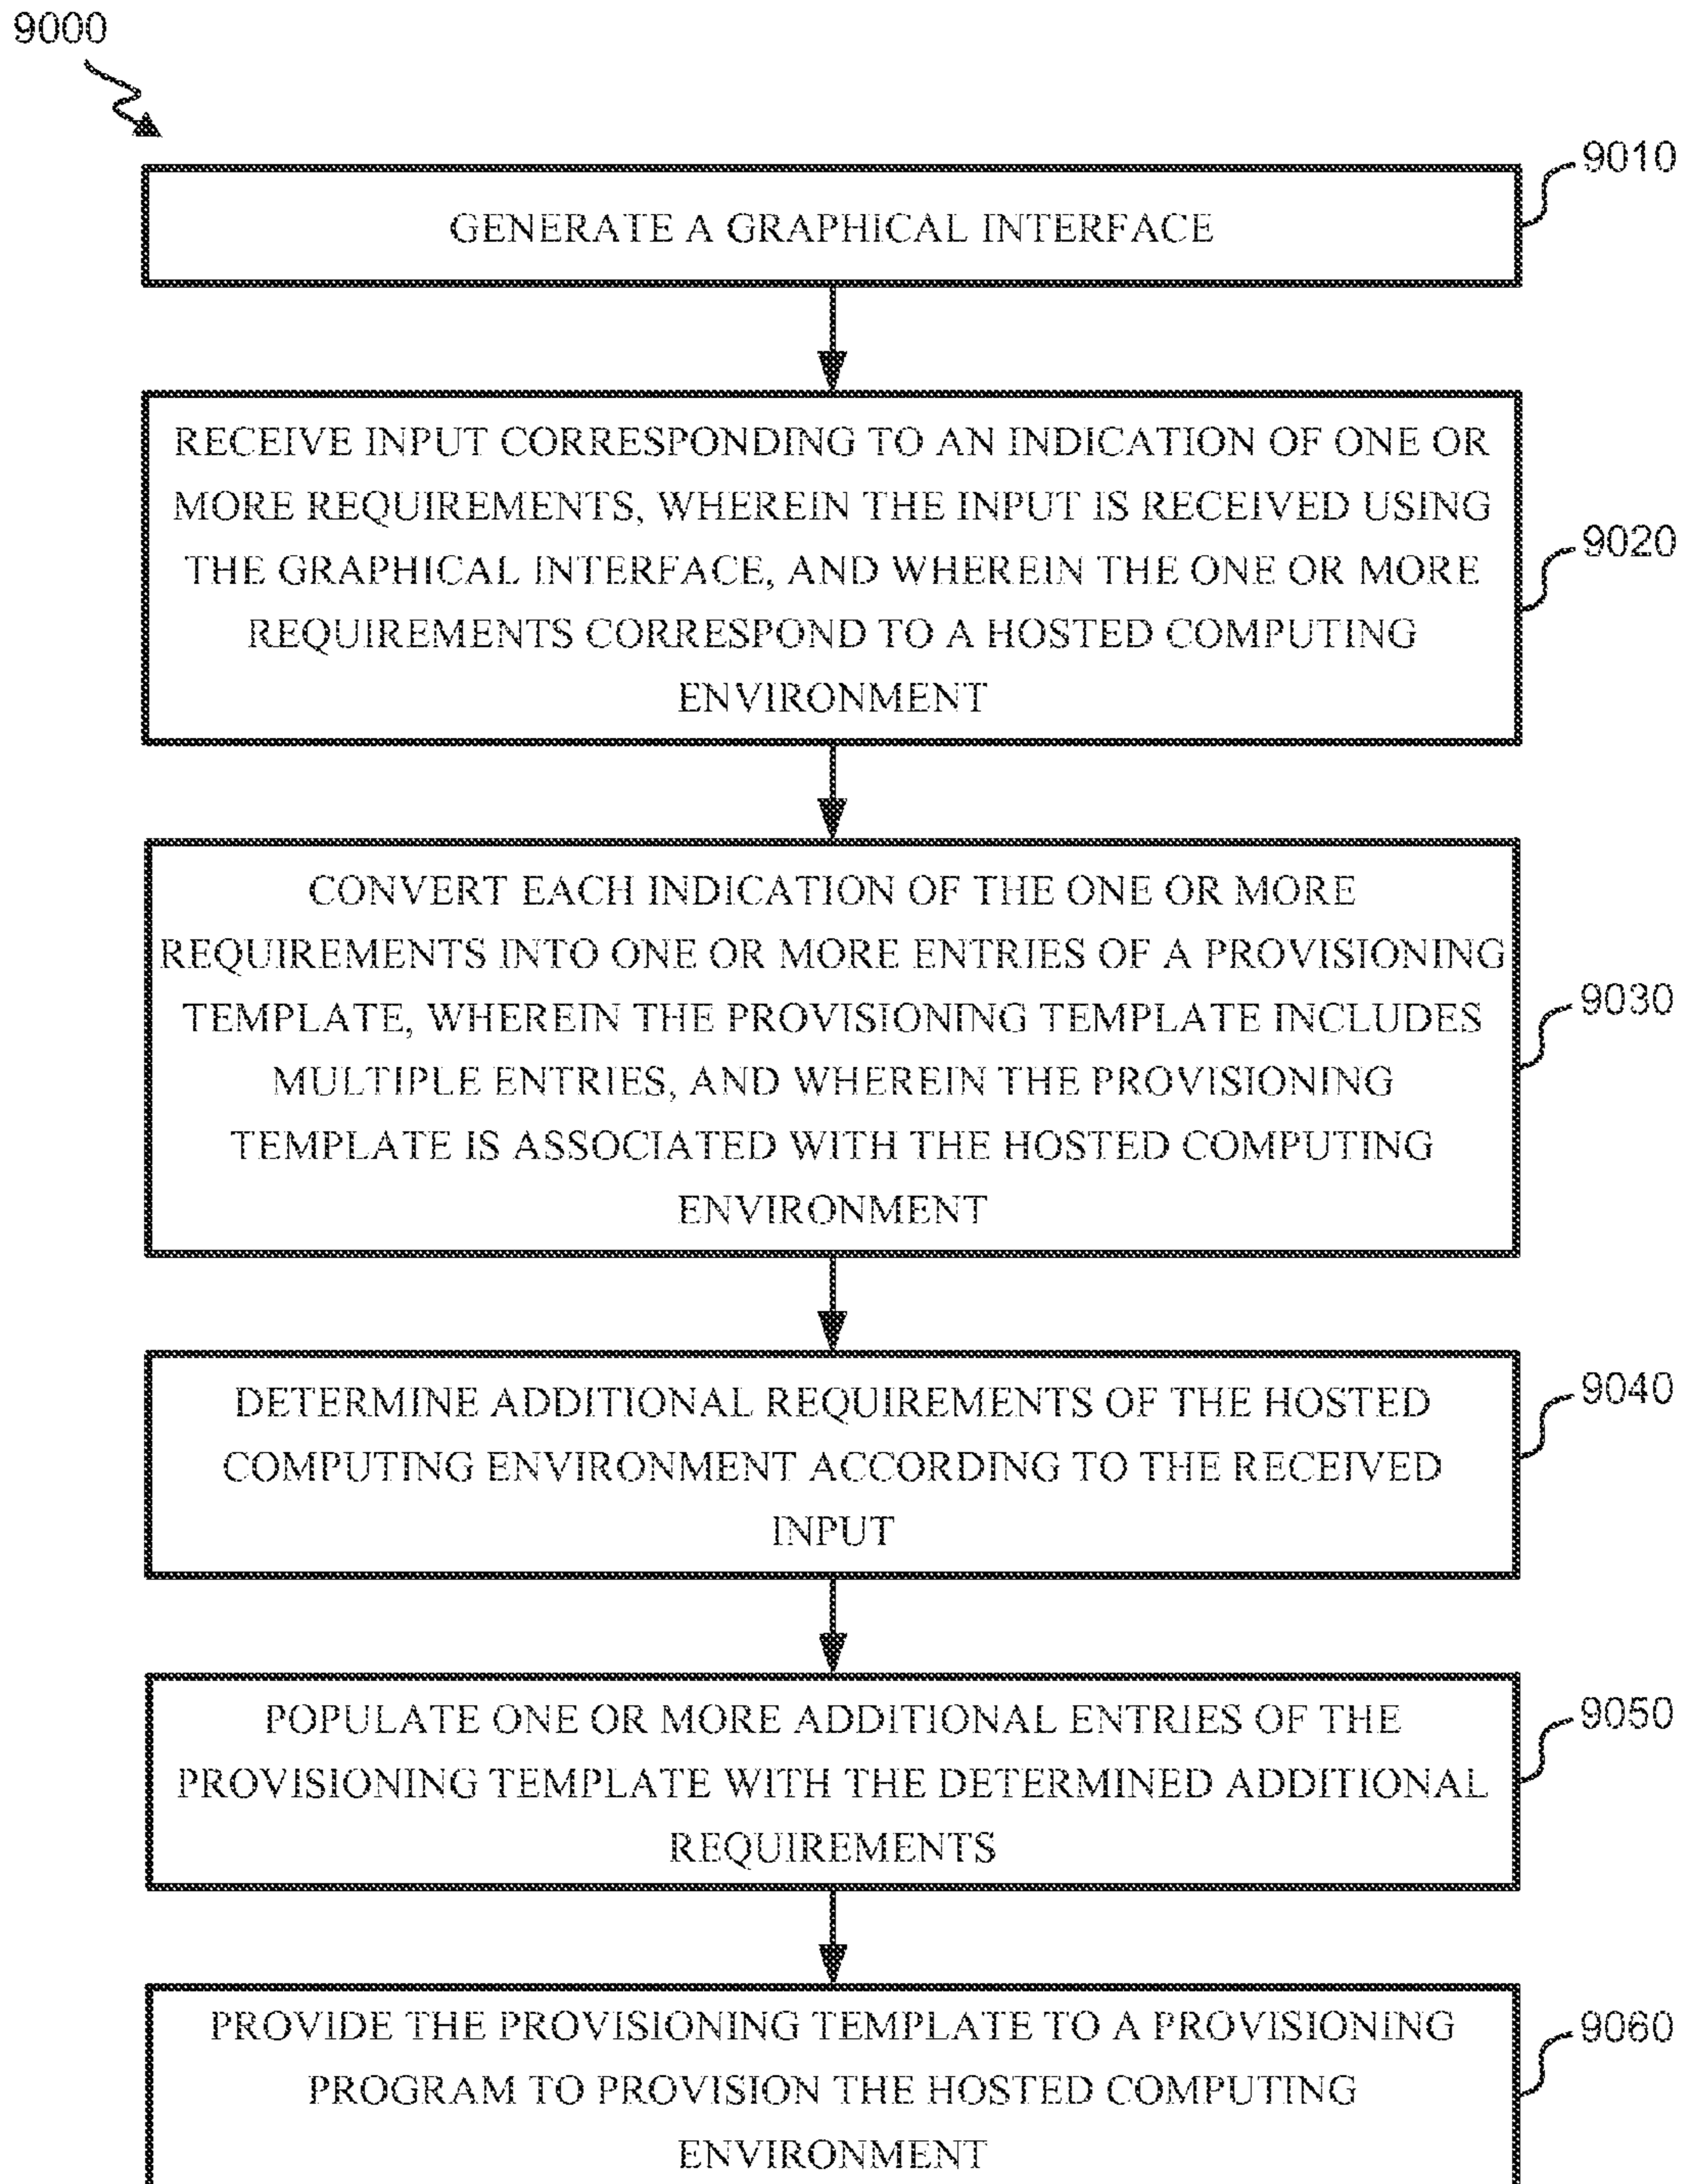 9000
9010
GENERATE A GRAPHICAL INTERFACE
RECEIVE INPUT CORRESPONDING TO AN INDICATION OF ONE OR
MORE REQUIREMENTS, WHEREIN THE INPUT IS RECEIVED USING
THE GRAPHICAL INTERFACE, AND WHEREIN THE ONE OR MORE
REQUIREMENTS CORRESPOND TO A HOSTED COMPUTING
ENVIRONMENT
9020
CONVERT EACH INDICATION OF THE ONE OR MORE
REQUIREMENTS INTO ONE OR MORE ENTRIES OF A PROVISIONING
TEMPLATE, WHEREIN THE PROVISIONING TEMPLATE INCLUDES
MULTIPLE ENTRIES, AND WHEREIN THE PROVISIONING
TEMPLATE IS ASSOCIATED WITH THE HOSTED COMPUTING
ENVIRONMENT
9030
DETERMINE ADDITIONAL REQUIREMENTS OF THE HOSTED
COMPUTING ENVIRONMENT ACCORDING TO THE RECEIVED
INPUT
9040
POPULATE ONE OR MORE ADDITIONAL ENTRIES OF THE
PROVISIONING TEMPLATE WITH THE DETERMINED ADDITIONAL
REQUIREMENTS
9050
PROVIDE THE PROVISIONING TEMPLATE TO A PROVISIONING
PROGRAM TO PROVISION THE HOSTED COMPUTING
ENVIRONMENT
9060